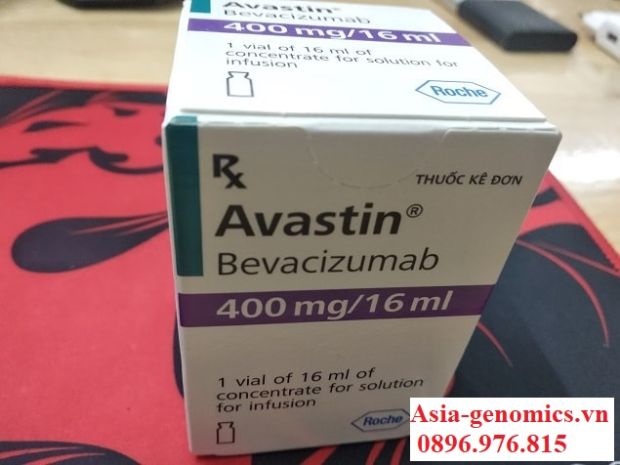 Avastin®
Bevacizumab
400 mg/16 ml
1 vial of 16 ml of
concentrate for solution for
infusion
Roche
Rx
THUỐC KÊ ĐƠN
Avastin®
Bevacizumab
400 mg/16 ml
1 vial of 16 ml of
concentrate for solution
for infusion
Roche
Asia-genomics.vn
0896.976.815